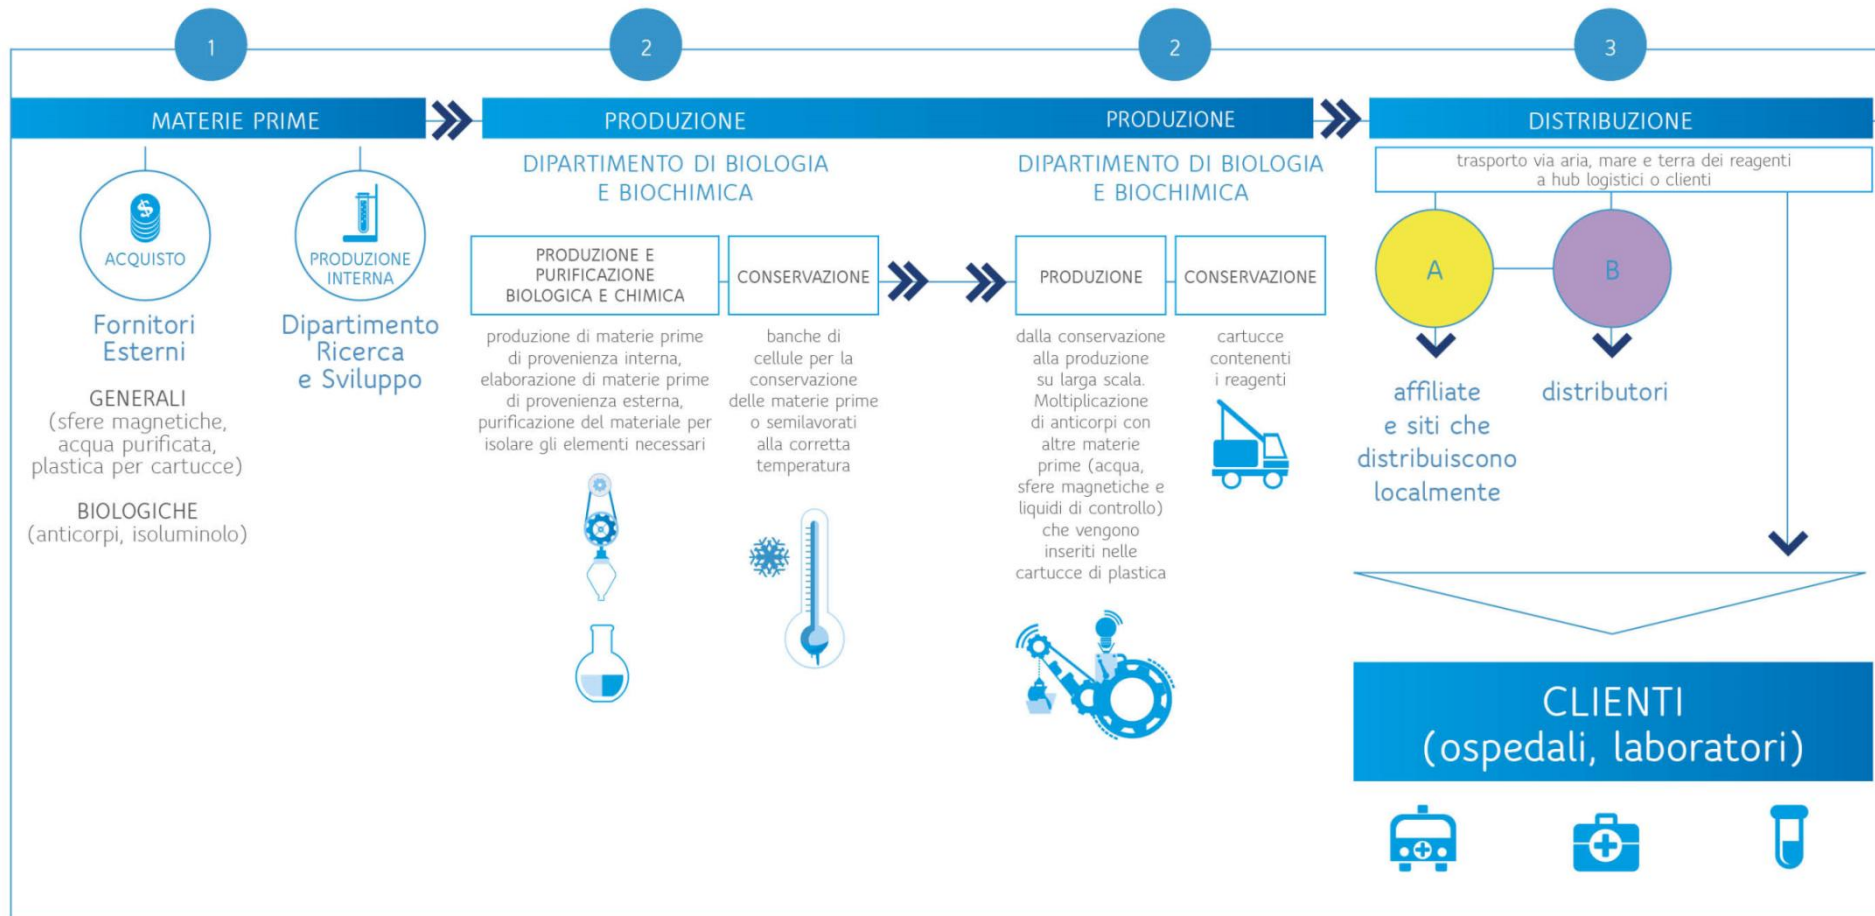 1
2
2
3
MATERIE PRIME
PRODUZIONE
PRODUZIONE
DISTRIBUZIONE
$
ACQUISTO
Fornitori
Esterni
GENERALI
(sfere magnetiche,
acqua purificata,
plastica per cartucce)
BIOLOGICHE
(anticorpi, isoluminolo)
PRODUZIONE
INTERNA
Dipartimento
Ricerca
e Sviluppo
DIPARTIMENTO DI BIOLOGIA
E BIOCHIMICA
PRODUZIONE E
PURIFICAZIONE
BIOLOGICA E CHIMICA
produzione di materie prime
di provenienza interna,
elaborazione di materie prime
di provenienza esterna,
purificazione del materiale per
isolare gli elementi necessari
CONSERVAZIONE
banche di
cellule per la
conservazione
delle materie prime
o semilavorati
alla corretta
temperatura
DIPARTIMENTO DI BIOLOGIA
E BIOCHIMICA
PRODUZIONE
dalla conservazione
alla produzione
su larga scala.
Moltiplicazione
di anticorpi con
altre materie
prime (acqua,
sfere magnetiche e
liquidi di controllo)
che vengono
inseriti nelle
cartucce di plastica
CONSERVAZIONE
cartucce
contenenti
i reagenti
trasporto via aria, mare e terra dei reagenti
a hub logistici o clienti
A
B
affiliate
e siti che
distribuiscono
localmente
distributori
CLIENTI
(ospedali, laboratori)